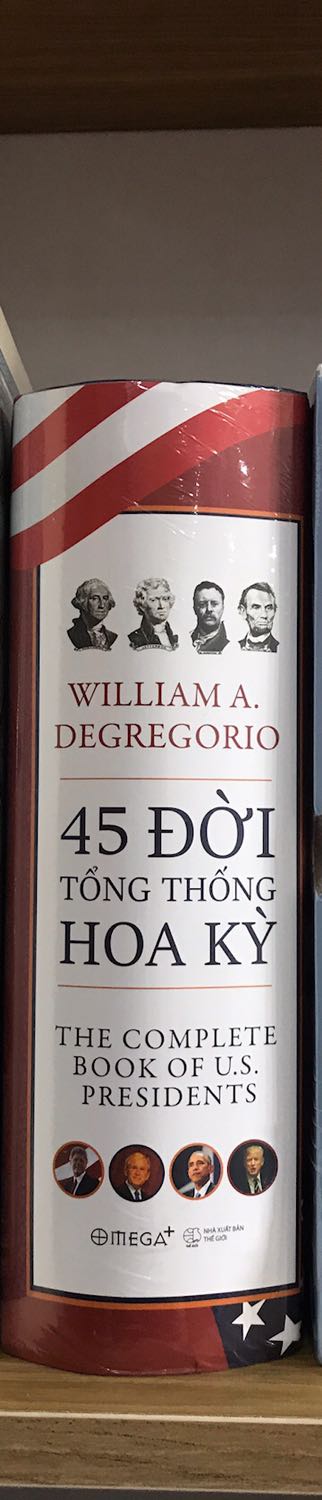 WILLIAM A.
DEGREGORIO
45 ĐỜI
TỔNG THỐNG
HOA KỲ
THE COMPLETE
BOOK OF U.S.
PRESIDENTS
OMEGA+
NHÀ XUẤT BẢN
THẾ GIỚI